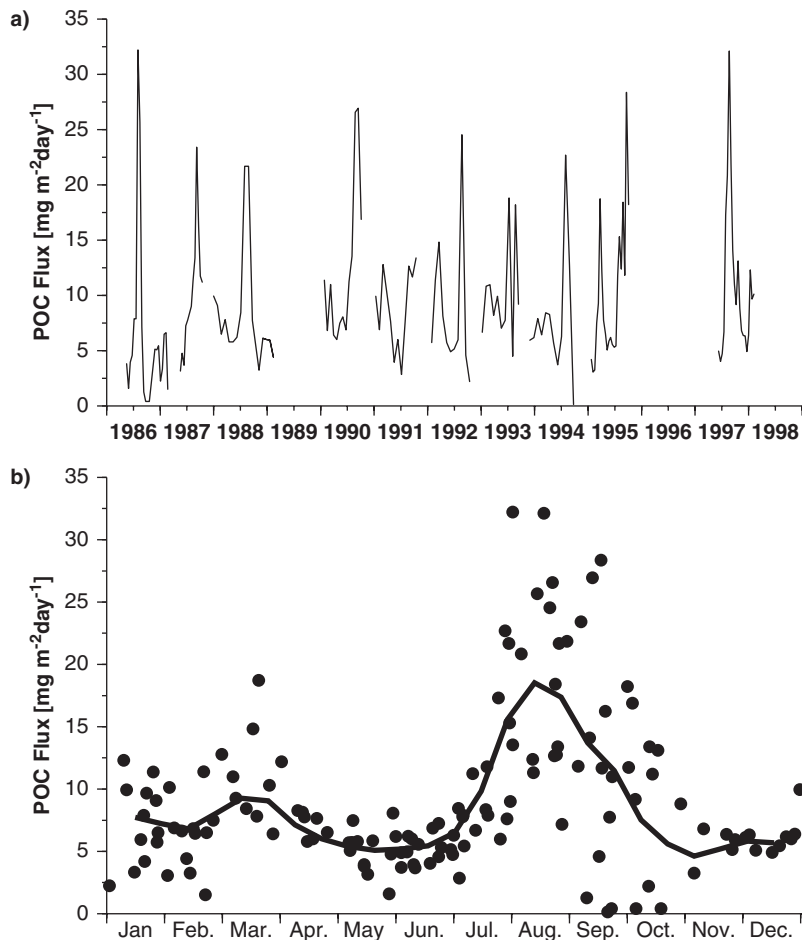 a)
POC Flux [mg m-2day-1]
35
30
25
20
15
10
5
0
1986 1987 1988 1989 1990 1991 1992 1993 1994 1995 1996 1997 1998
b)
POC Flux [mg m-2day-1]
35
30
25
20
15
10
5
0
Jan Feb. Mar. Apr. May Jun. Jul. Aug. Sep. Oct. Nov. Dec.